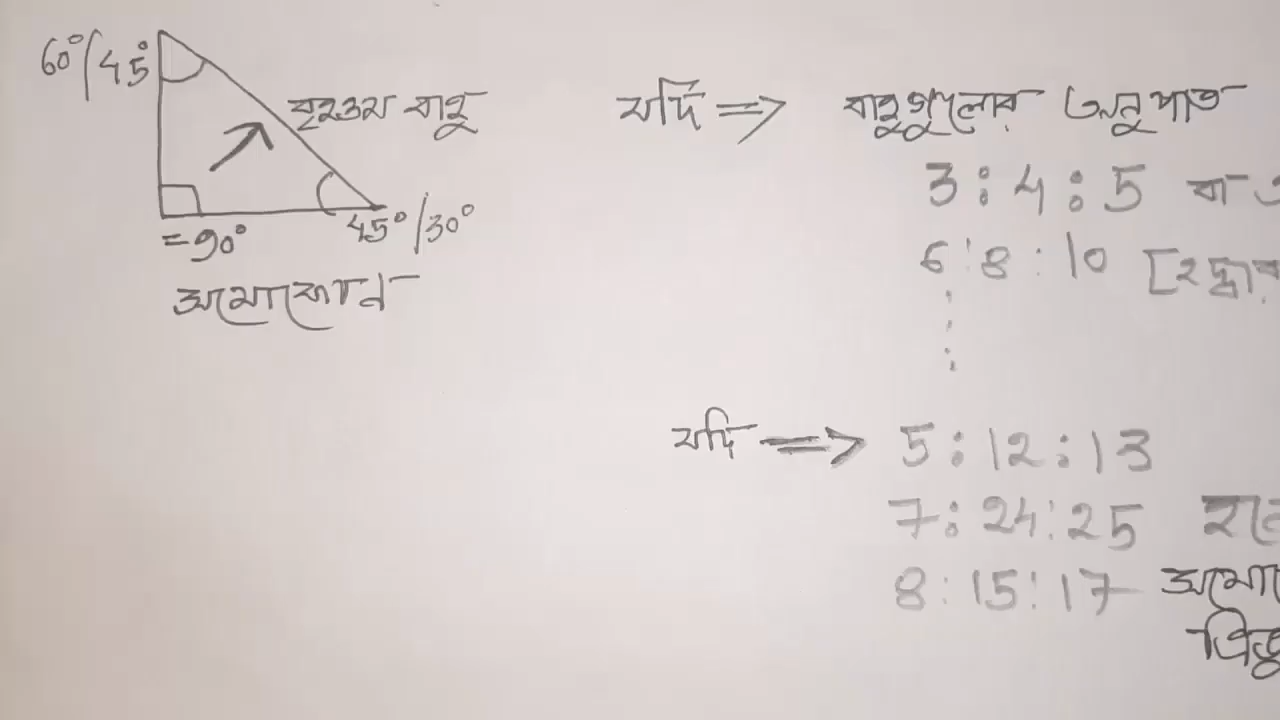 60°/45°
বৃহত্তম বাহু
=90°
45°/30°
সমোকোন
যদি ⇒ বাহুগুলোর অনুপাত
3:4:5 বা
6:8:10
যদি ⇒ 5:12:13
7:24:25
8:15:17